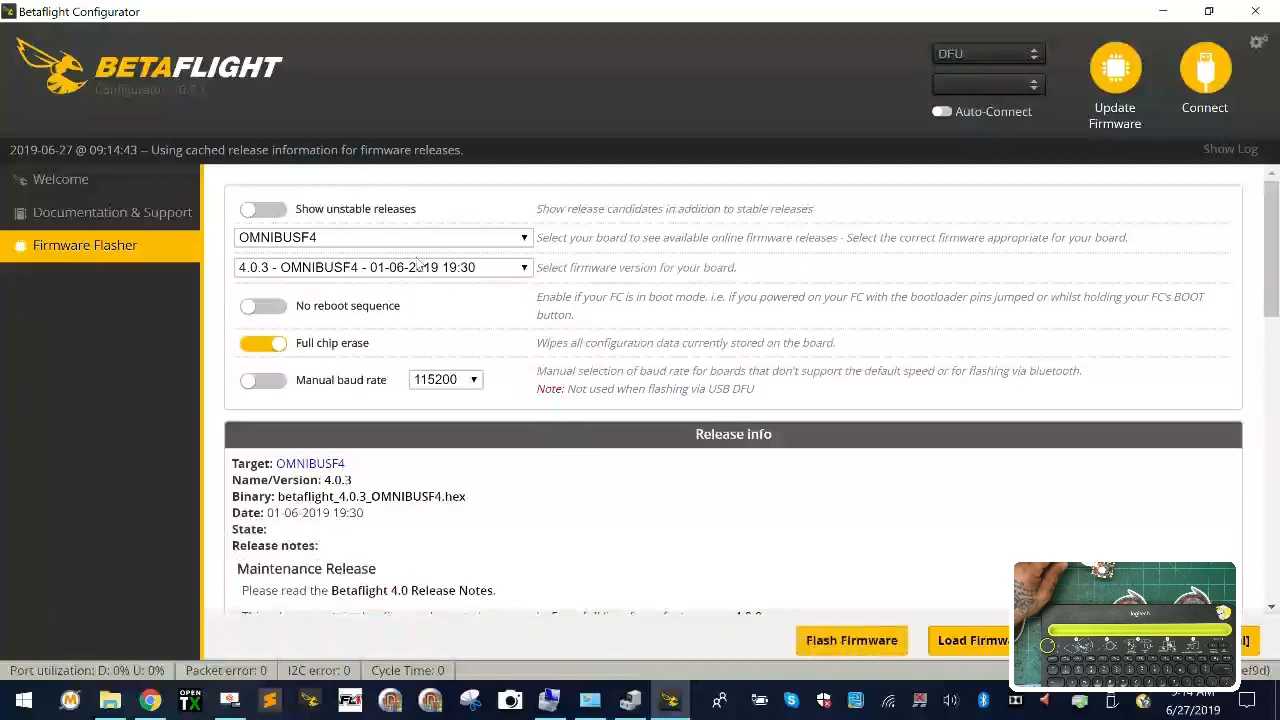 Betaflight Configurator
BETAFLIGHT
Configurator
DFU
Auto-Connect
Update
Firmware
Connect
2019-06-27 @ 09:14:43 -- Using cached release information for firmware releases.
Show Log
Welcome
Documentation & Support
Firmware Flasher
Show unstable releases
Show release candidates in addition to stable releases
OMNIBUSF4
Select your board to see available online firmware releases - Select the correct firmware appropriate for your board.
4.0.3 - OMNIBUSF4 - 01-06-2019 19:30
Select firmware version for your board.
No reboot sequence
Enable if your FC is in boot mode. i.e. if you powered on your FC with the bootloader pins jumped or whilst holding your FC's BOOT
button.
Full chip erase
Wipes all configuration data currently stored on the board.
Manual baud rate
115200
Manual selection of baud rate for boards that don't support the default speed or for flashing via bluetooth.
Note: Not used when flashing via USB DFU
Release info
Target: OMNIBUSF4
Name/Version: 4.0.3
Binary: betaflight_4.0.3_OMNIBUSF4.hex
Date: 01-06-2019 19:30
State:
Release notes:
Maintenance Release
Please read the Betaflight 4.0 Release Notes.
Flash Firmware
Load Firmw
logitech
Port utilization: D: 0% U: 0%
Packet error: 0
I2C error: 0
Cycle Time: 0
OPEN
TX
9:14 AM
6/27/2019